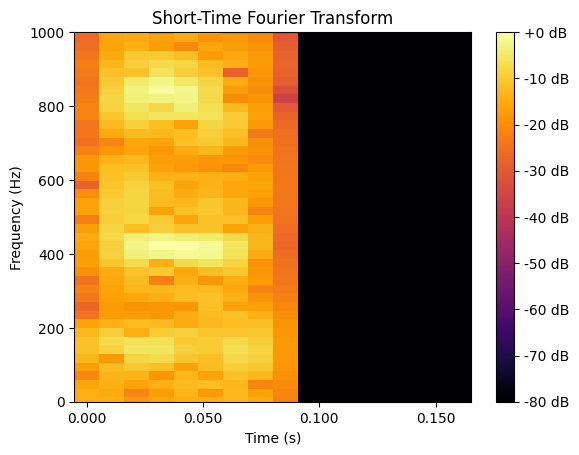 Short-Time Fourier Transform
Frequency (Hz)
1000
800
600
400
200
0
0.000 0.050 0.100 0.150
Time (s)
+0 dB
-10 dB
-20 dB
-30 dB
-40 dB
-50 dB
-60 dB
-70 dB
-80 dB